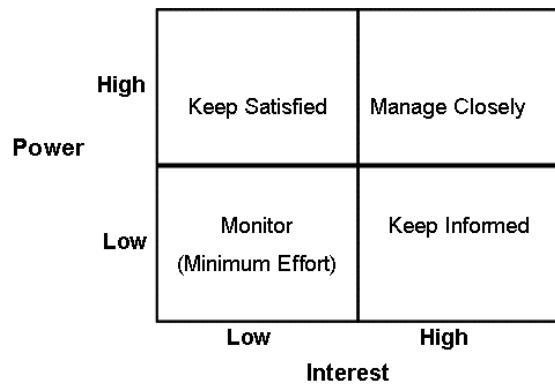 High
Keep Satisfied
Manage Closely
Power
Low
Monitor
(Minimum Effort)
Keep Informed
Low
High
Interest